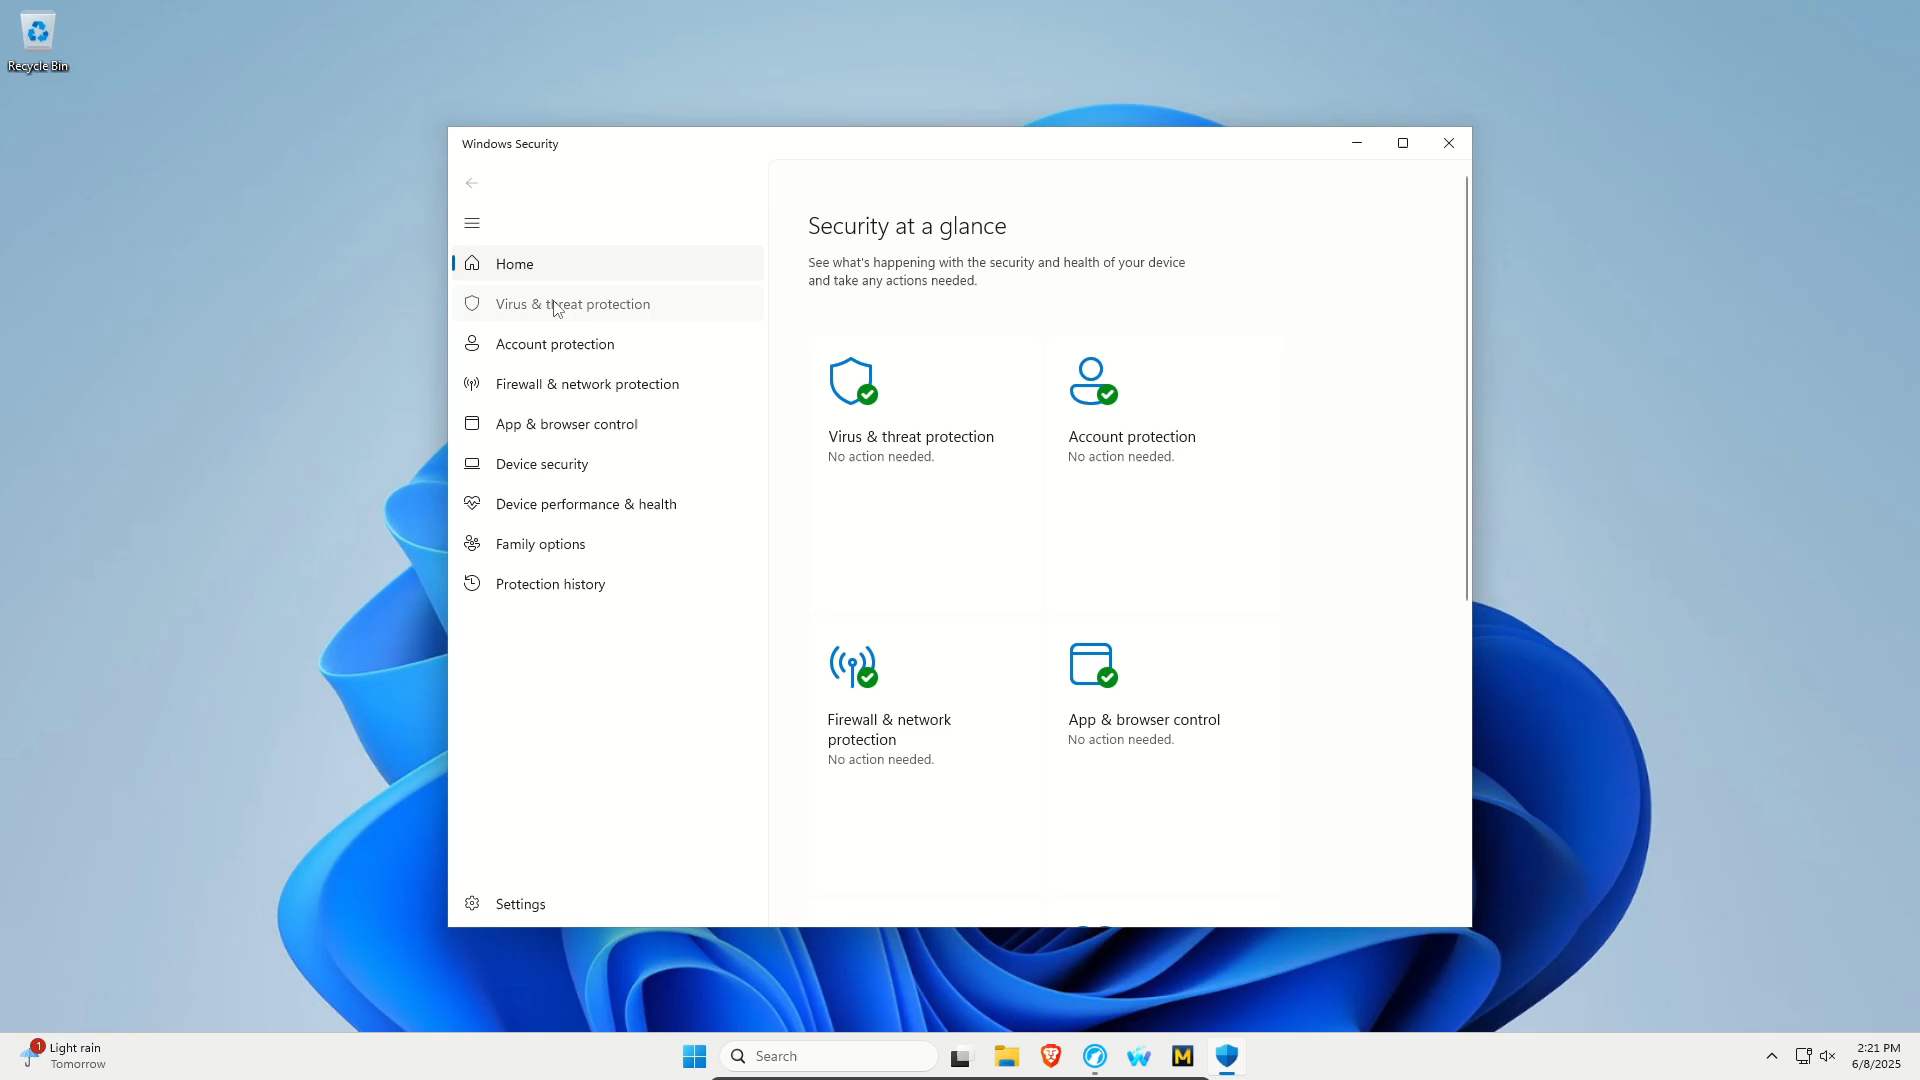 Recycle Bin
Windows Security
Home
Virus & threat protection
Account protection
Firewall & network protection
App & browser control
Device security
Device performance & health
Family options
Protection history
Settings
Security at a glance
See what's happening with the security and health of your device
and take any actions needed.
Virus & threat protection
No action needed.
Account protection
No action needed.
Firewall & network
protection
No action needed.
App & browser control
No action needed.
1
Light rain
Tomorrow
Search
M
2:21 PM
6/8/2025